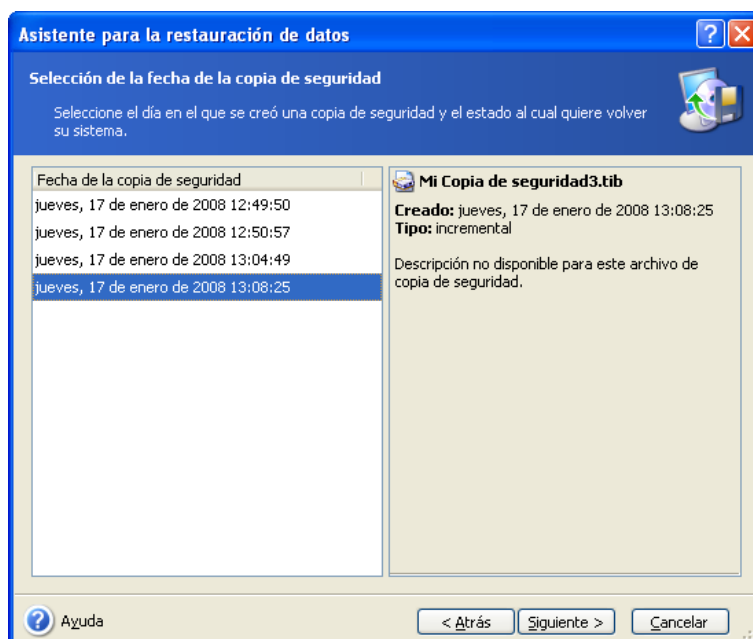 Asistente para la restauración de datos
Selección de la fecha de la copia de seguridad
Seleccione el día en el que se creó una copia de seguridad y el estado al cual quiere volver
su sistema.
Fecha de la copia de seguridad
jueves, 17 de enero de 2008 12:49:50
jueves, 17 de enero de 2008 12:50:57
jueves, 17 de enero de 2008 13:04:49
jueves, 17 de enero de 2008 13:08:25
Mi Copia de seguridad3.tib
Creado: jueves, 17 de enero de 2008 13:08:25
Tipo: incremental
Descripción no disponible para este archivo de
copia de seguridad.
Ayuda
< Atrás
Siguiente >
Cancelar